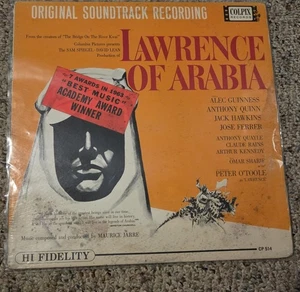 ORIGINAL SOUNDTRACK RECORDING
COLPIX
RECORDS
From the creators of "The Bridge On The River Kwai"
Columbia Pictures presents
The SAM SPIEGEL · DAVID LEAN
Production of
LAWRENCE
OF ARABIA
7 AWARDS IN 1963
"BEST MUSIC"
ACADEMY AWARD
WINNER
ALEC GUINNESS
ANTHONY QUINN
JACK HAWKINS
JOSE FERRER
ANTHONY QUAYLE
CLAUDE RAINS
ARTHUR KENNEDY
OMAR SHARIF
PETER O'TOOLE
Music composed and conducted by MAURICE JARRE
HI FIDELITY
CP 514